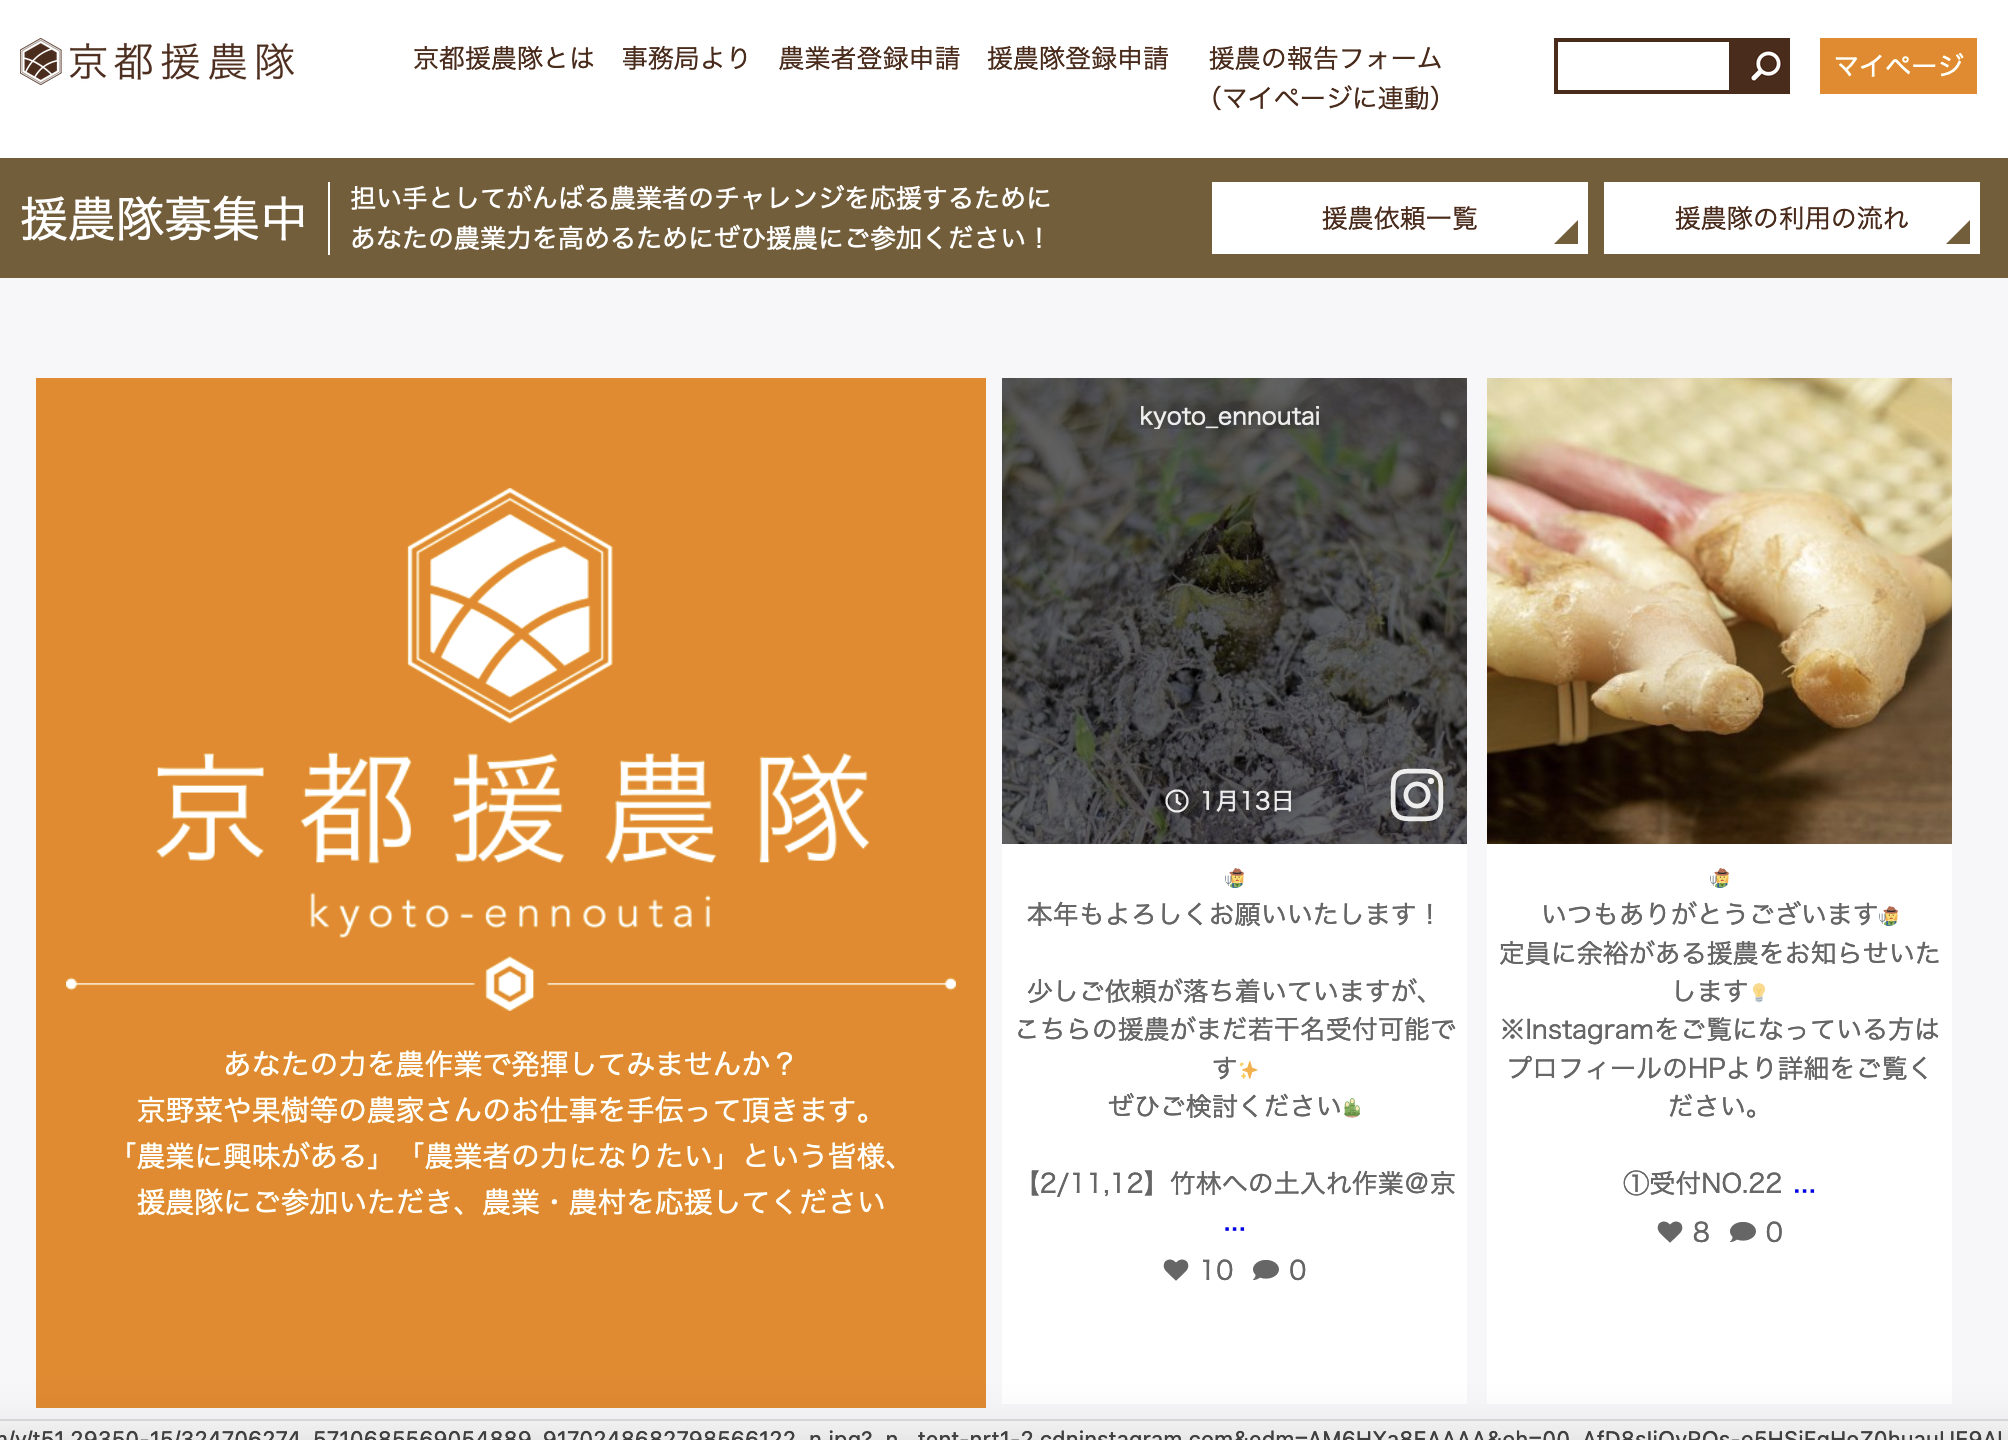 京都援農隊
京都援農隊とは 事務局より 農業者登録申請 援農隊登録申請 援農の報告フォーム
（マイページに連動）
マイページ
援農隊募集中
担い手としてがんばる農業者のチャレンジを応援するために
あなたの農業力を高めるためにぜひ援農にご参加ください！
援農依頼一覧
援農隊の利用の流れ
京都援農隊
kyoto-ennoutai
あなたの力を農作業で発揮してみませんか？
京野菜や果樹等の農家さんのお仕事を手伝って頂きます。
「農業に興味がある」「農業者の力になりたい」という皆様、
援農隊にご参加いただき、農業・農村を応援してください
kyoto_ennoutai
1月13日
本年もよろしくお願いいたします！
少しご依頼が落ち着いていますが、
こちらの援農がまだ若干名受付可能で
す✨
ぜひご検討ください🎍
【2/11,12】竹林への土入れ作業＠京
...
10 0
いつもありがとうございます
定員に余裕がある援農をお知らせいた
します💡
※Instagramをご覧になっている方は
プロフィールのHPより詳細をご覧く
ださい。
①受付NO.22 ...
8 0